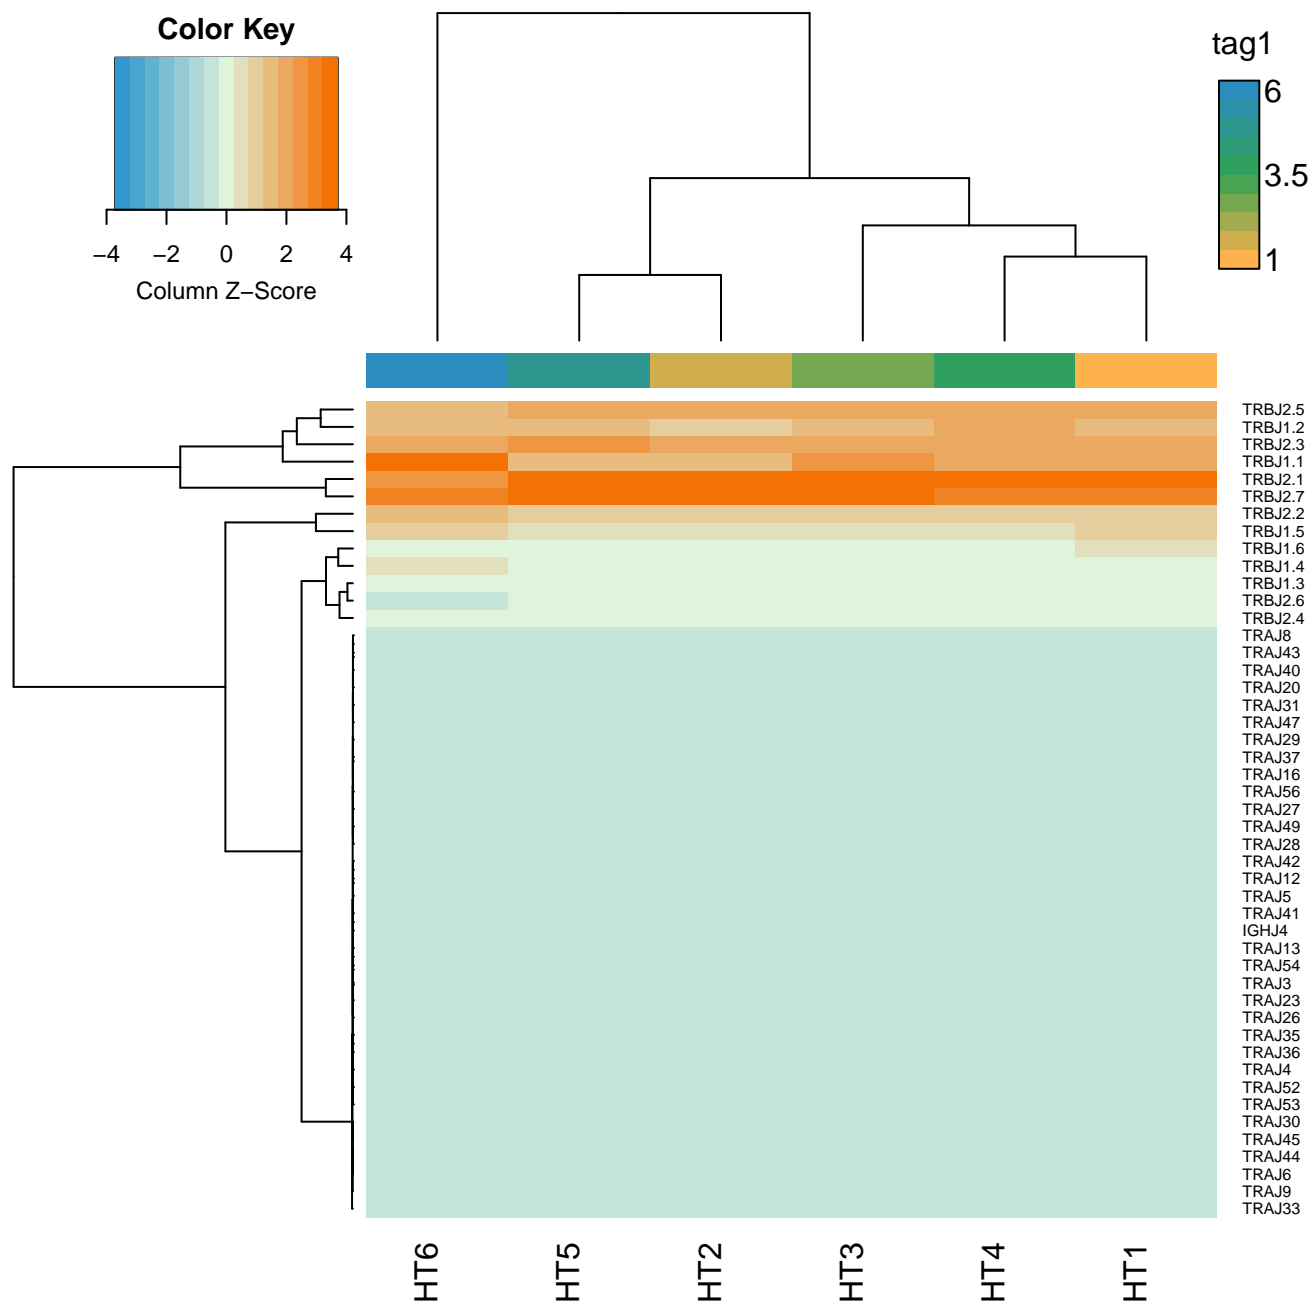 Color Key
−4 −2 0 2 4
Column Z−Score
tag1
6
3.5
1
TRBJ2.5
TRBJ1.2
TRBJ2.3
TRBJ1.1
TRBJ2.1
TRBJ2.7
TRBJ2.2
TRBJ1.5
TRBJ1.6
TRBJ1.4
TRBJ1.3
TRBJ2.6
TRBJ2.4
TRAJ8
TRAJ43
TRAJ40
TRAJ20
TRAJ31
TRAJ47
TRAJ29
TRAJ37
TRAJ16
TRAJ56
TRAJ27
TRAJ49
TRAJ28
TRAJ42
TRAJ12
TRAJ5
TRAJ41
IGHJ4
TRAJ13
TRAJ54
TRAJ3
TRAJ23
TRAJ26
TRAJ35
TRAJ36
TRAJ4
TRAJ52
TRAJ53
TRAJ30
TRAJ45
TRAJ44
TRAJ6
TRAJ9
TRAJ33
HT6 HT5 HT2 HT3 HT4 HT1